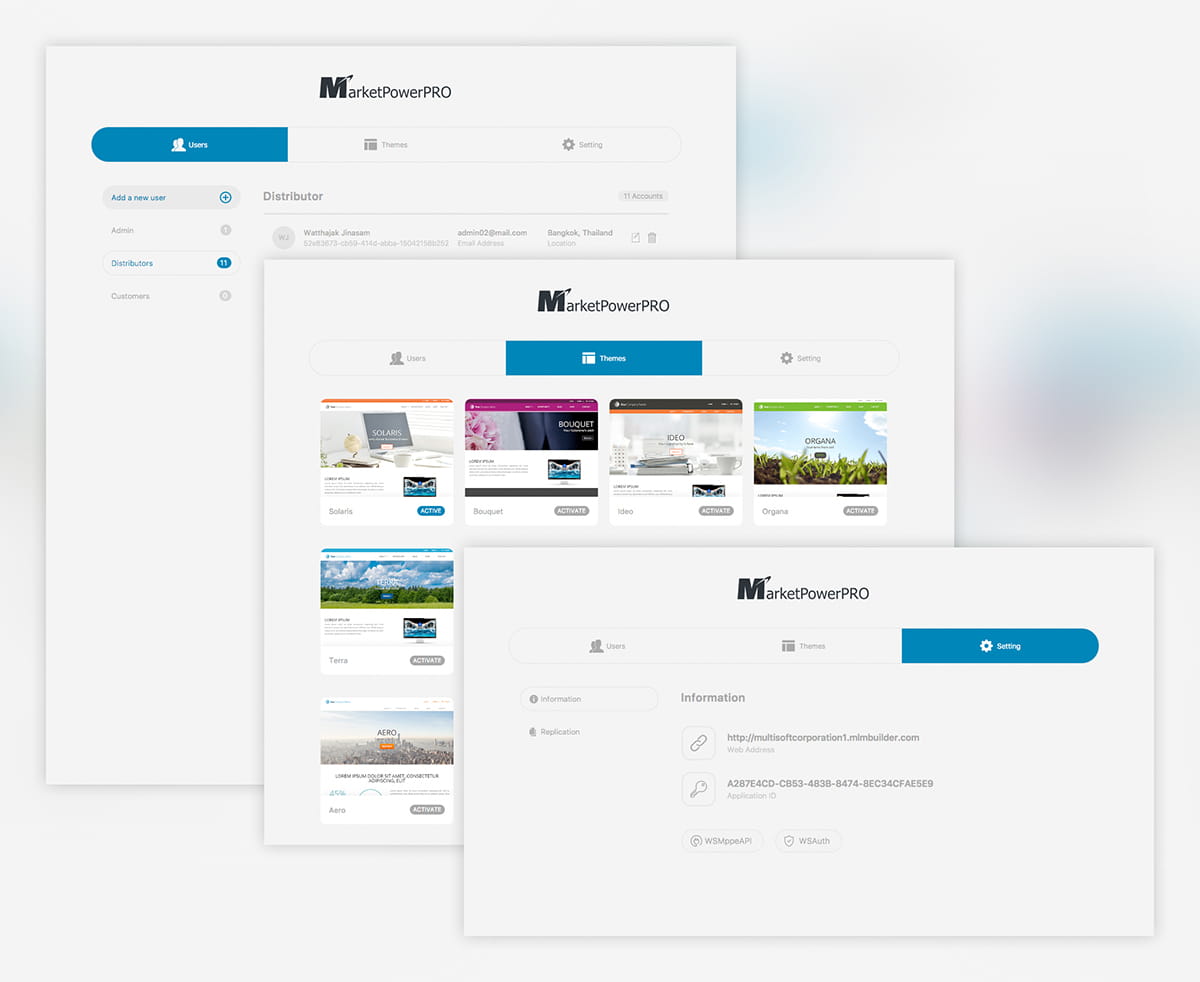 MarketPowerPRO
Users
Themes
Setting
Add a new user
Admin
1
Distributors
11
Customers
0
Distributor
11 Accounts
WJ
Watthajak Jinasam
52e83673-cb59-414d-abba-15042158b252
admin02@mail.com
Email Address
Bangkok, Thailand
Location
MarketPowerPRO
Users
Themes
Setting
SOLARIS
LOREM IPSUM
Solaris
ACTIVE
BOUQUET
LOREM IPSUM
Bouquet
ACTIVATE
IDEO
LOREM IPSUM
Ideo
ACTIVATE
ORGANA
LOREM IPSUM
Organa
ACTIVATE
TERRA
LOREM IPSUM
Terra
ACTIVATE
AERO
LOREM IPSUM DOLOR SIT AMET, CONSECTETUR
ADIPISCING, ELIT
45%
Aero
ACTIVATE
MarketPowerPRO
Users
Themes
Setting
Information
Replication
Information
http://multisoftcorporation1.mlmbuilder.com
Web Address
A287E4CD-CB53-483B-8474-8EC34CFAE5E9
Application ID
WSMppeAPI
WSAuth